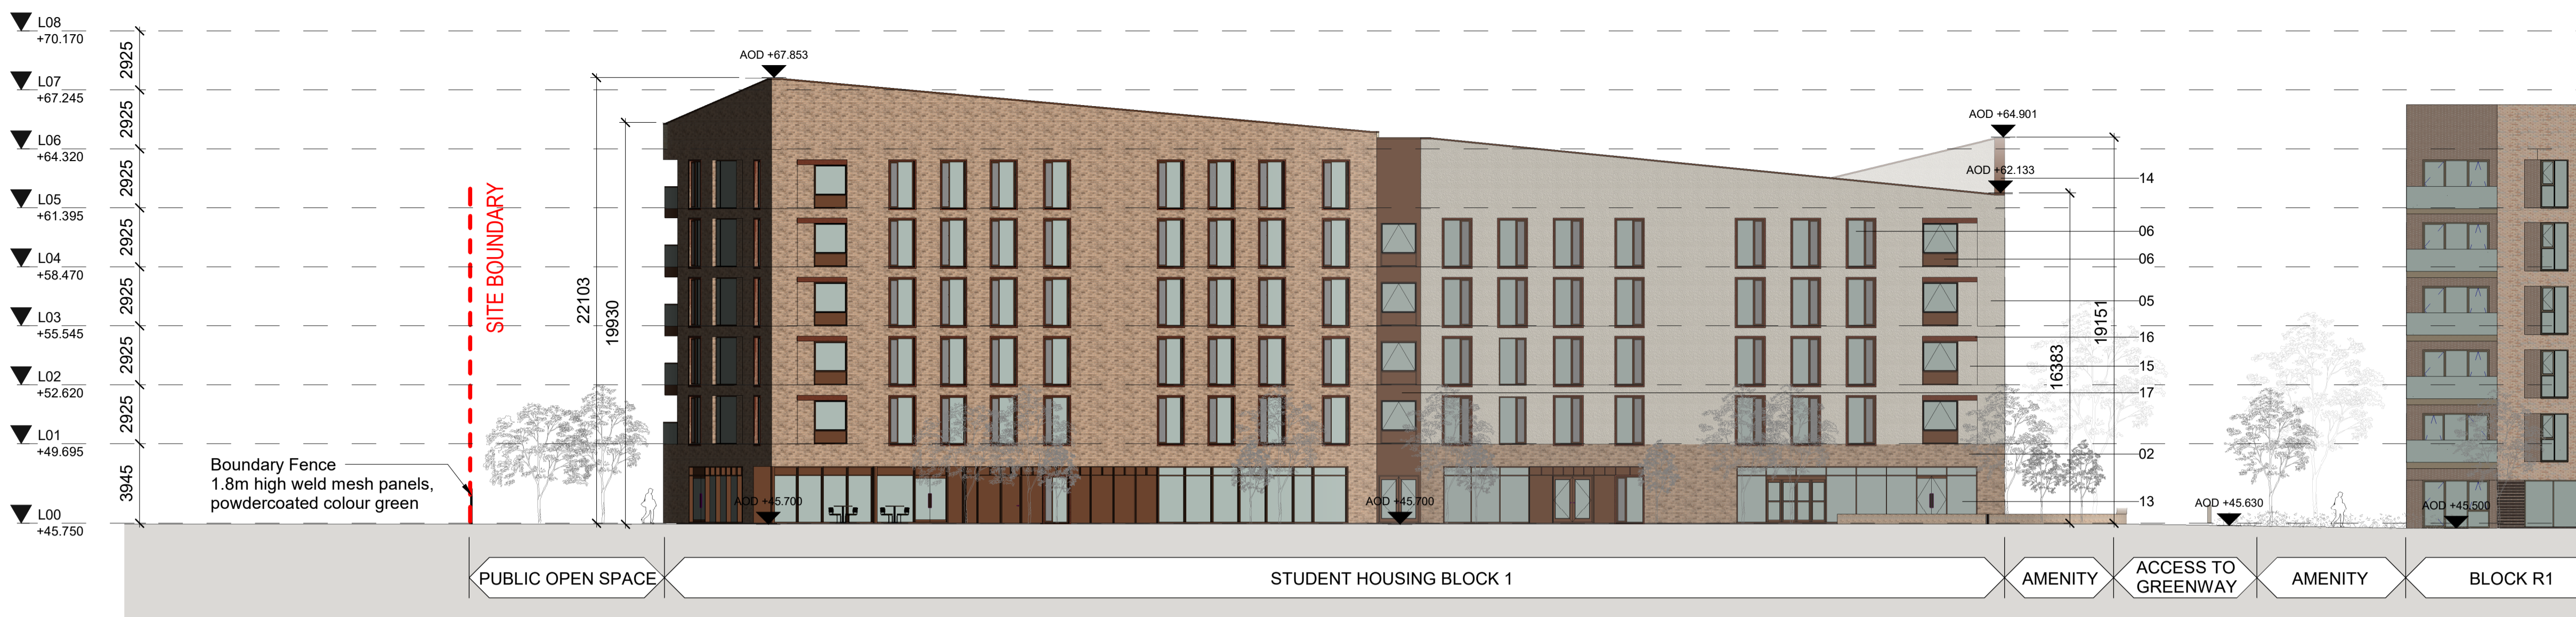 L08
+70.170
L07
+67.245
L06
+64.320
L05
+61.395
L04
+58.470
L03
+55.545
L02
+52.620
L01
+49.695
L00
+45.750
2925
2925
2925
2925
2925
2925
2925
3945
Boundary Fence
1.8m high weld mesh panels,
powdercoated colour green
SITE BOUNDARY
22103
19930
AOD +67.853
AOD +64.901
AOD +62.133
14
06
06
05
16
15
17
02
13
16383
19151
AOD +45.700
AOD +45.700
AOD +45.630
AOD +45.500
PUBLIC OPEN SPACE
STUDENT HOUSING BLOCK 1
AMENITY
ACCESS TO
GREENWAY
AMENITY
BLOCK R1